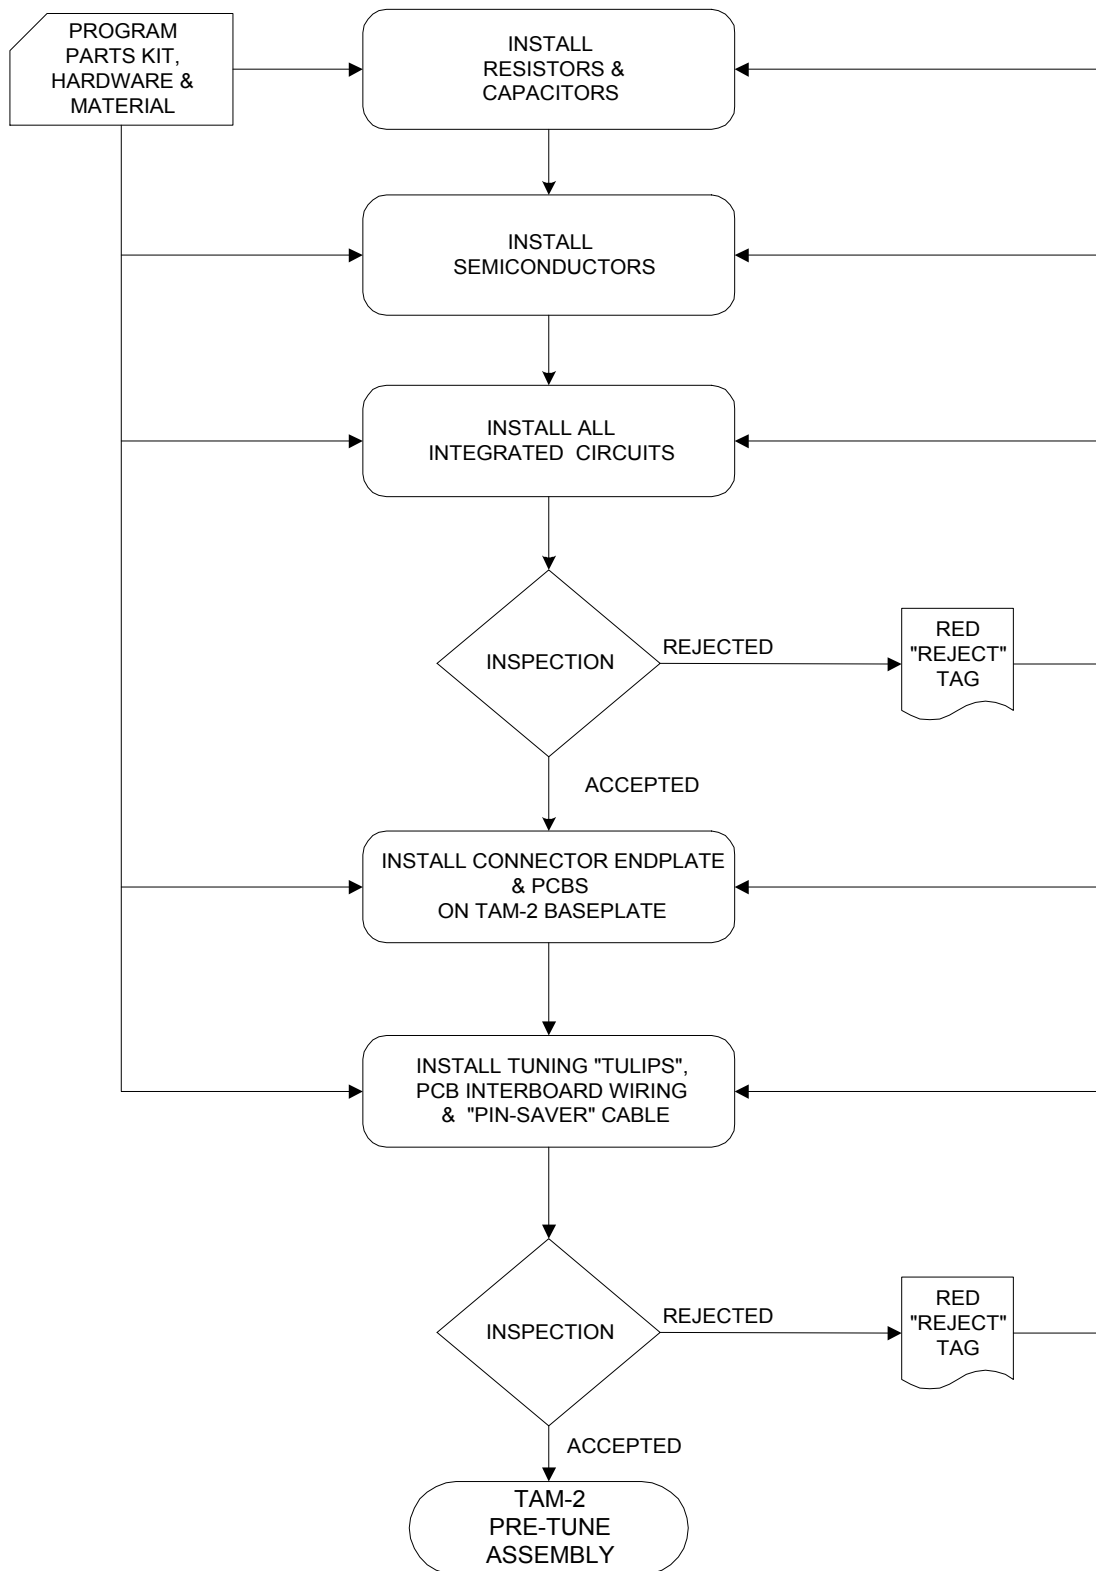 PROGRAM
PARTS KIT,
HARDWARE &
MATERIAL
INSTALL
RESISTORS &
CAPACITORS
INSTALL
SEMICONDUCTORS
INSTALL ALL
INTEGRATED CIRCUITS
INSPECTION
REJECTED
RED
"REJECT"
TAG
ACCEPTED
INSTALL CONNECTOR ENDPLATE
& PCBS
ON TAM-2 BASEPLATE
INSTALL TUNING "TULIPS",
PCB INTERBOARD WIRING
& "PIN-SAVER" CABLE
INSPECTION
REJECTED
RED
"REJECT"
TAG
ACCEPTED
TAM-2
PRE-TUNE
ASSEMBLY